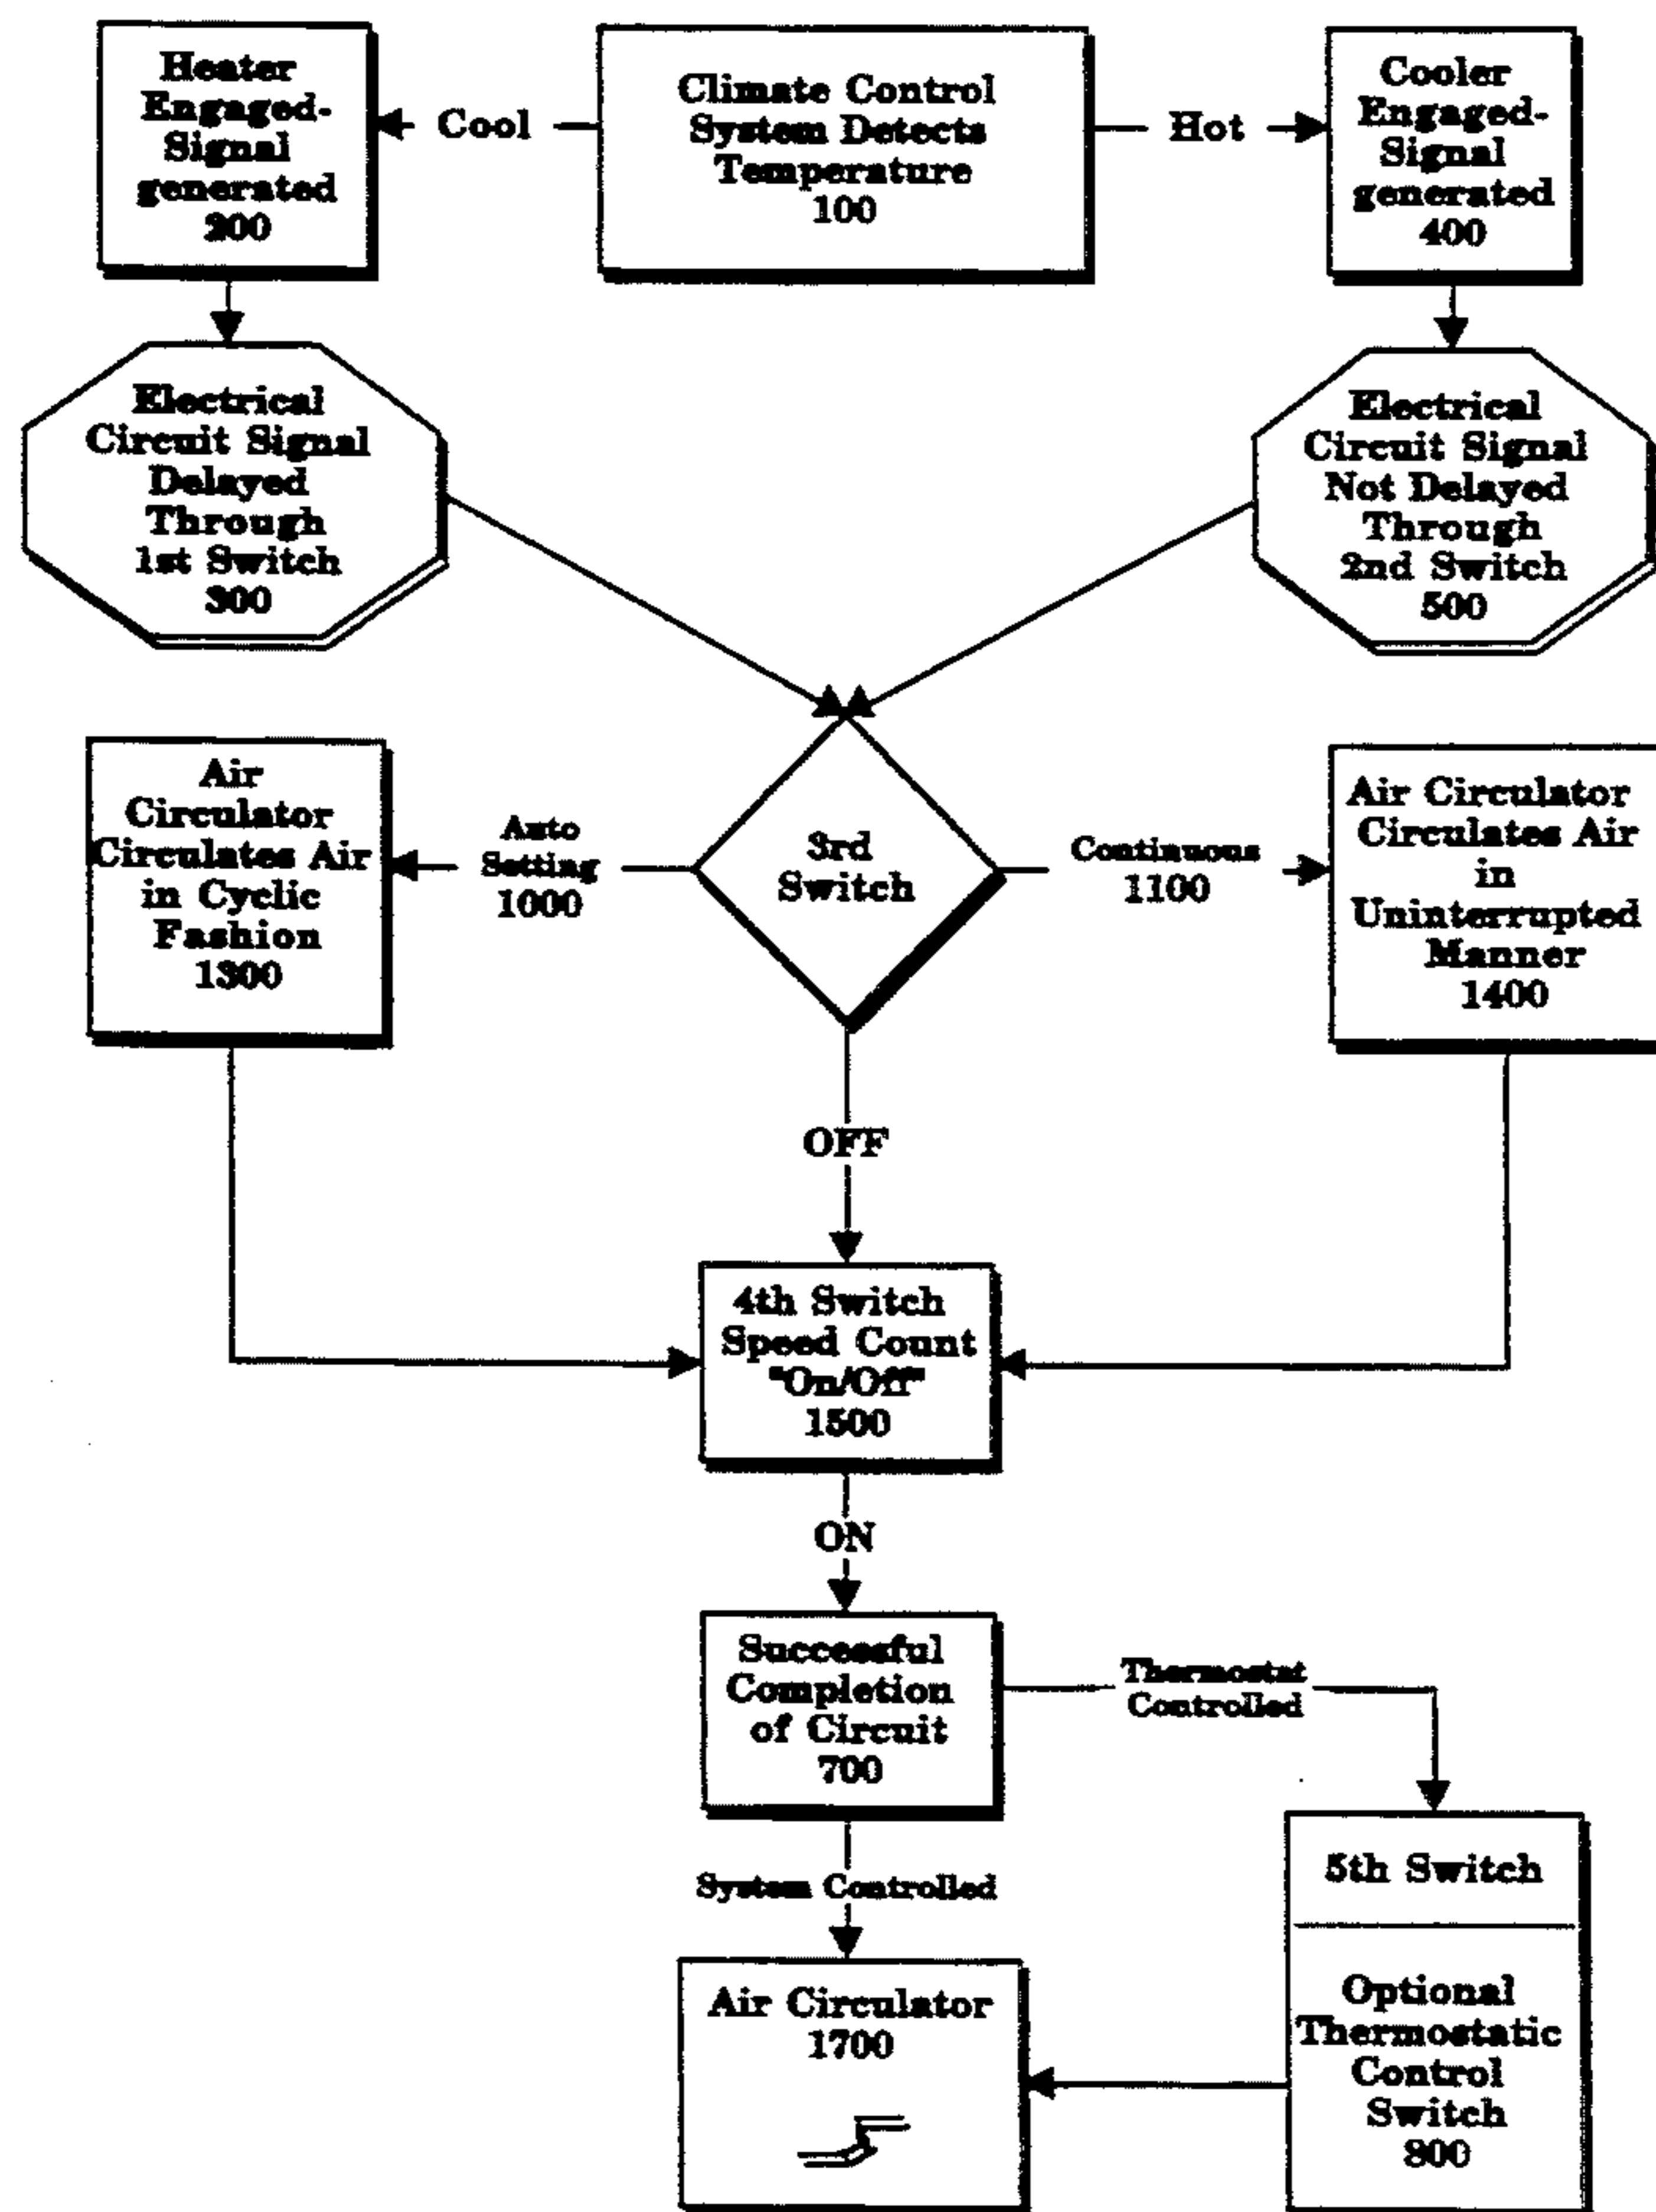 Heater
Engaged-
Signal
generated
200
Cool
Climate Control
System Detects
Temperature
100
Hot
Cooler
Engaged-
Signal
generated
400
Electrical
Circuit Signal
Delayed
Through
1st Switch
300
Electrical
Circuit Signal
Not Delayed
Through
2nd Switch
500
Air
Circulator
Circulates Air
in Cyclic
Fashion
1300
Auto
Setting
1000
3rd
Switch
Continuous
1100
Air Circulator
Circulates Air
in
Uninterrupted
Manner
1400
OFF
4th Switch
Speed Count
"On/Off"
1500
ON
Successful
Completion
of Circuit
700
Thermostat
Controlled
System Controlled
5th Switch
Optional
Thermostatic
Control
Switch
Air Circulator
1700